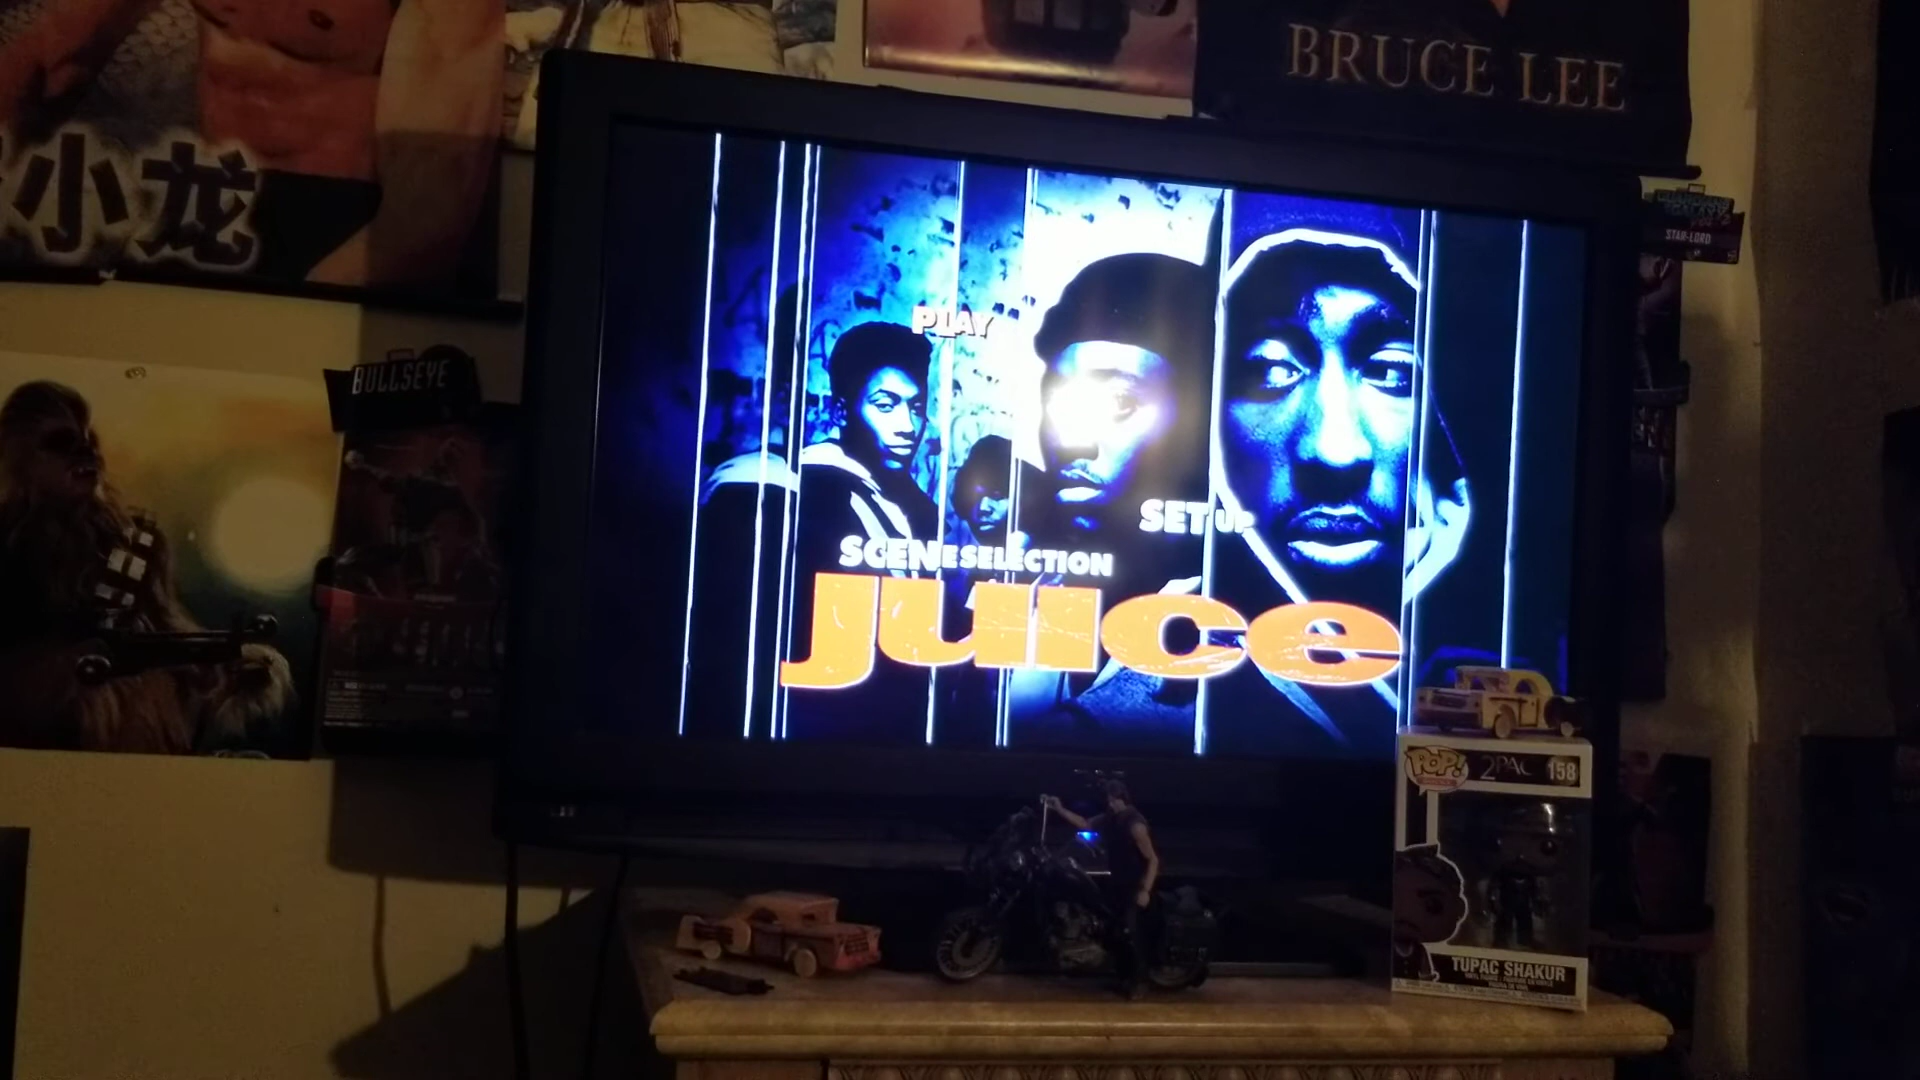 BRUCE LEE
小龙
STAR-LORD
BULLSEYE
PLAY
SET UP
SCENE SELECTION
juice
POP!
2PAC
158
TUPAC SHAKUR